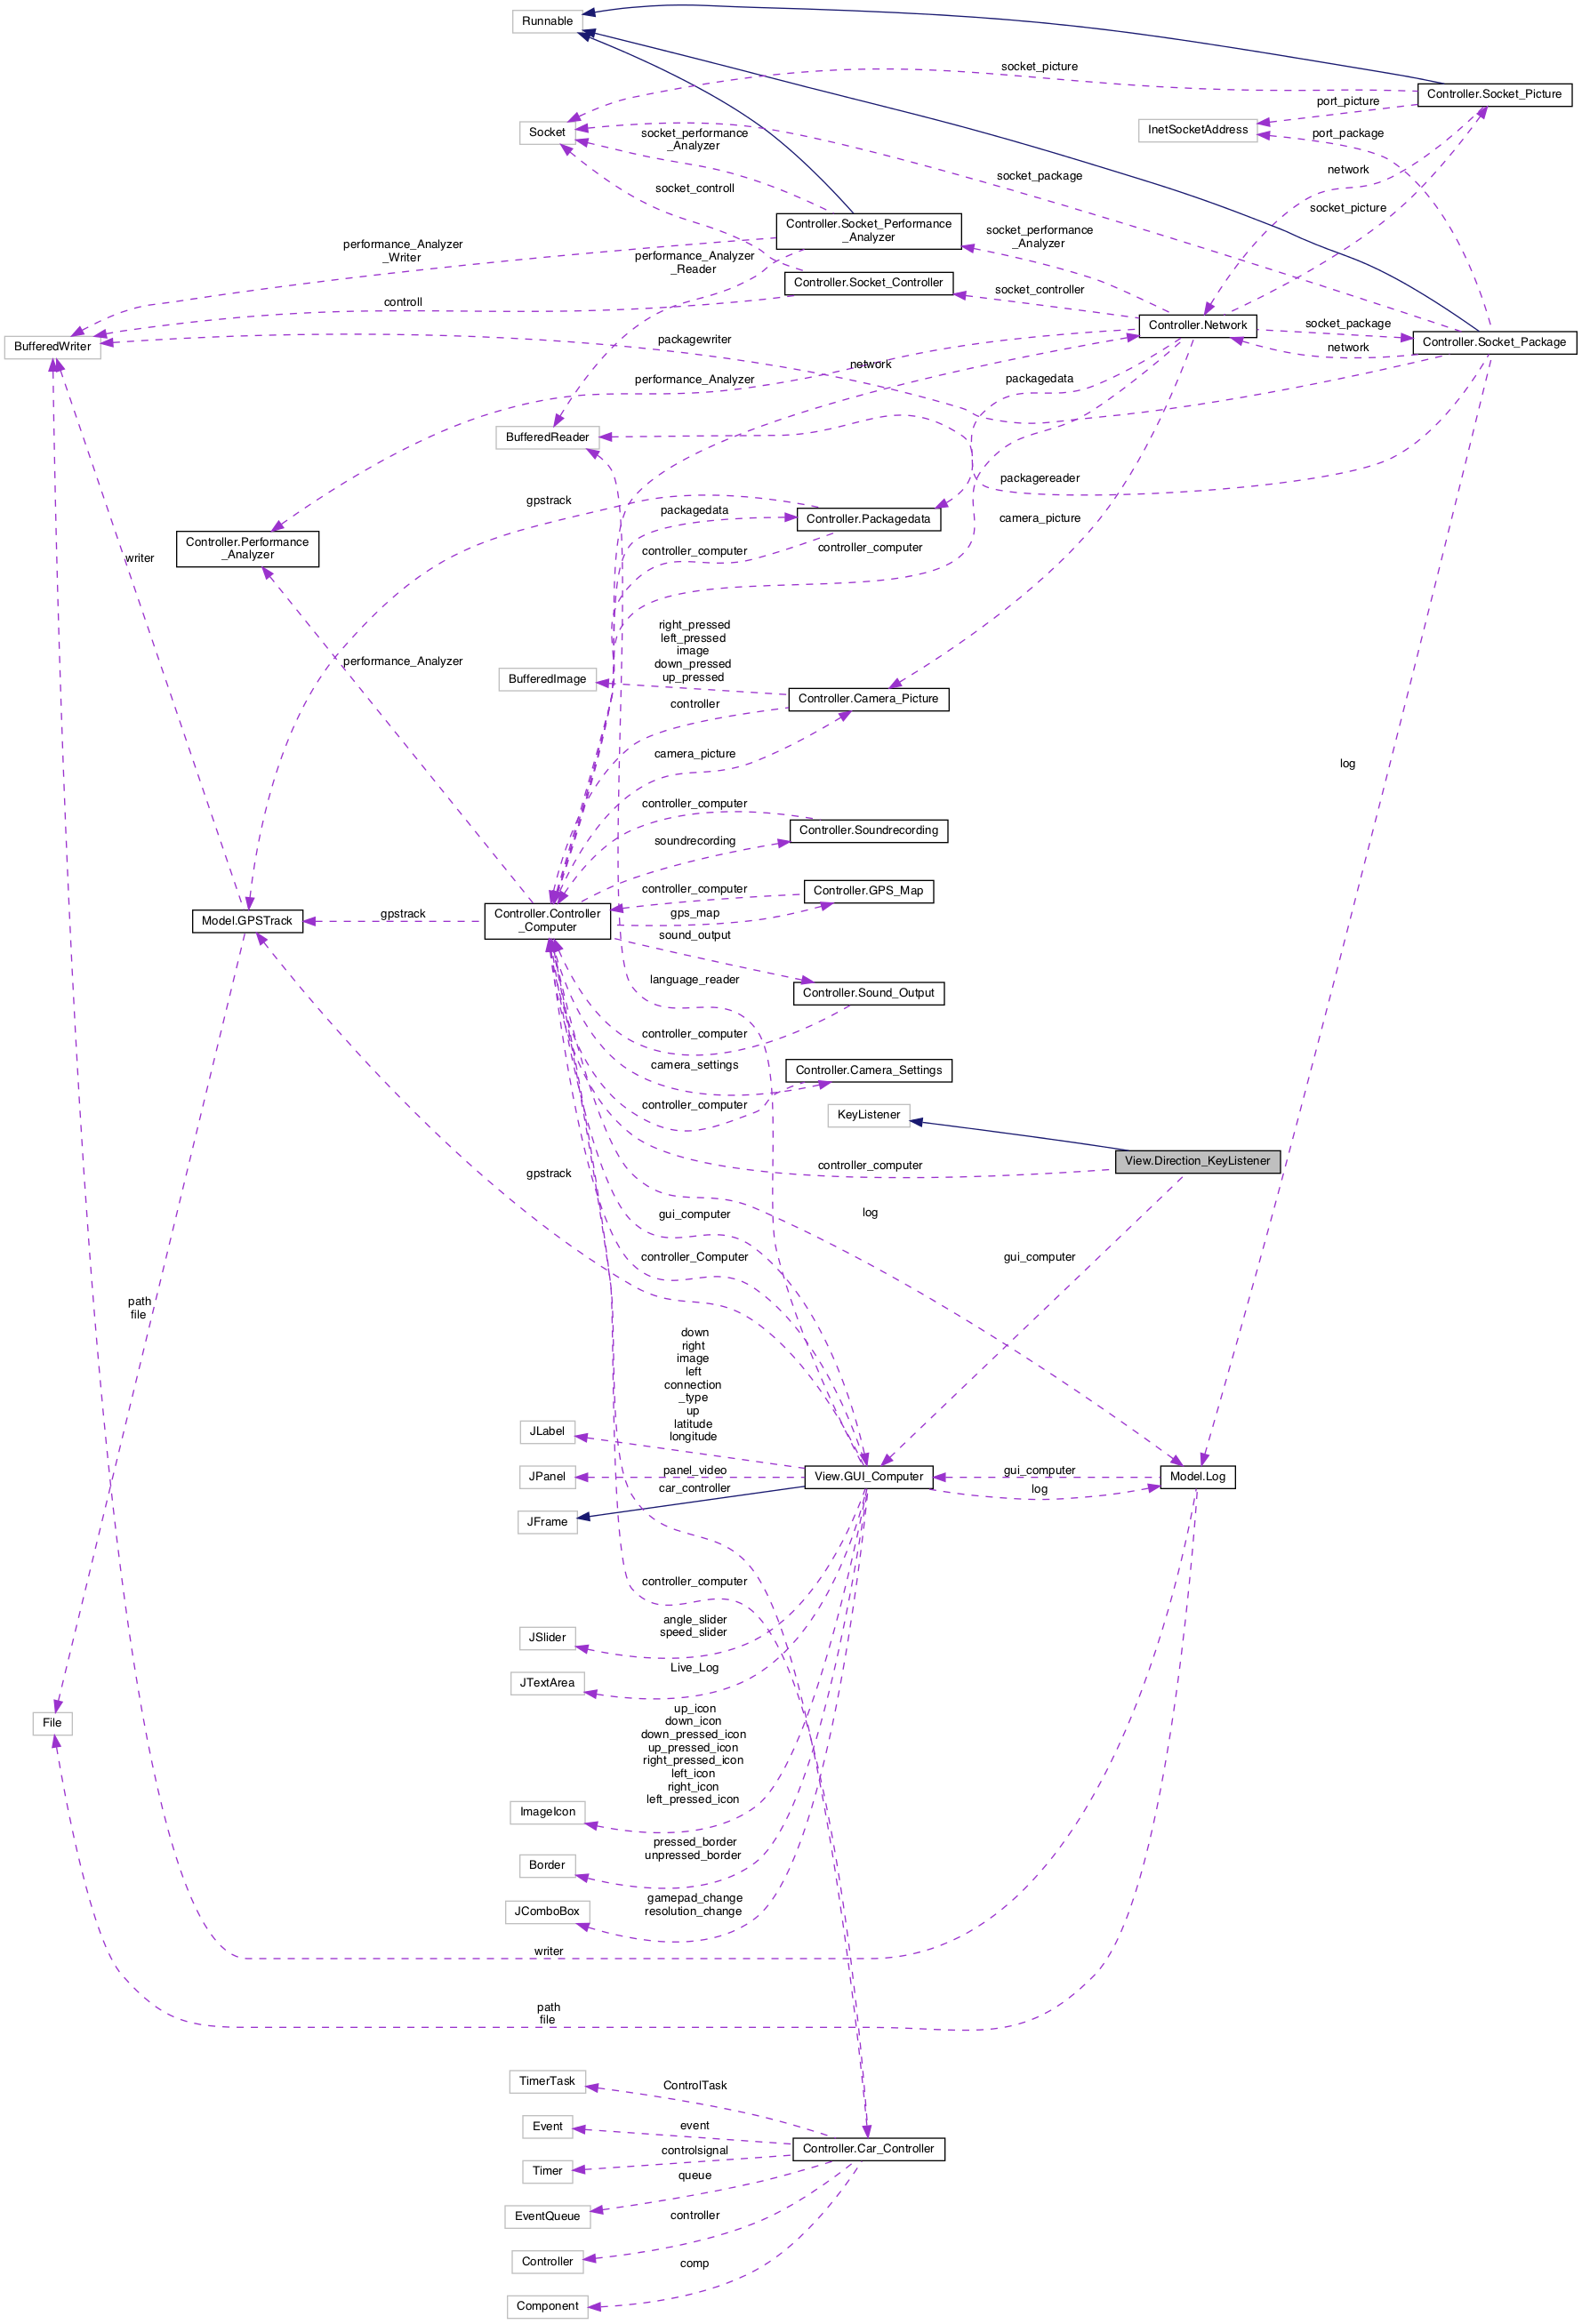 Runnable
socket_picture
Controller.Socket_Picture
port_picture
Socket
InetSocketAddress
socket_performance
_Analyzer
port_package
network
socket_package
socket_controll
socket_picture
Controller.Socket_Performance
_Analyzer
socket_performance
_Analyzer
performance_Analyzer
_Writer
performance_Analyzer
_Reader
Controller.Socket_Controller
socket_controller
controll
Controller.Network
socket_package
BufferedWriter
packagewriter
network
Controller.Socket_Package
network
performance_Analyzer
packagedata
BufferedReader
packagereader
gpstrack
packagedata
Controller.Packagedata
camera_picture
Controller.Performance
_Analyzer
writer
controller_computer
controller_computer
right_pressed
left_pressed
image
down_pressed
up_pressed
performance_Analyzer
BufferedImage
Controller.Camera_Picture
controller
camera_picture
log
controller_computer
Controller.Soundrecording
soundrecording
controller_computer
Controller.GPS_Map
Model.GPSTrack
gpstrack
Controller.Controller
_Computer
gps_map
sound_output
language_reader
Controller.Sound_Output
controller_computer
camera_settings
Controller.Camera_Settings
controller_computer
KeyListener
gpstrack
controller_computer
View.Direction_KeyListener
gui_computer
log
controller_Computer
gui_computer
path
file
down
right
image
left
connection
_type
up
latitude
longitude
JLabel
JPanel
panel_video
View.GUI_Computer
gui_computer
Model.Log
car_controller
log
JFrame
controller_computer
angle_slider
speed_slider
JSlider
Live_Log
JTextArea
File
up_icon
down_icon
down_pressed_icon
up_pressed_icon
right_pressed_icon
left_icon
right_icon
left_pressed_icon
ImageIcon
pressed_border
unpressed_border
Border
gamepad_change
resolution_change
JComboBox
writer
path
file
TimerTask
ControlTask
Event
event
Controller.Car_Controller
controlsignal
Timer
queue
EventQueue
controller
Controller
comp
Component